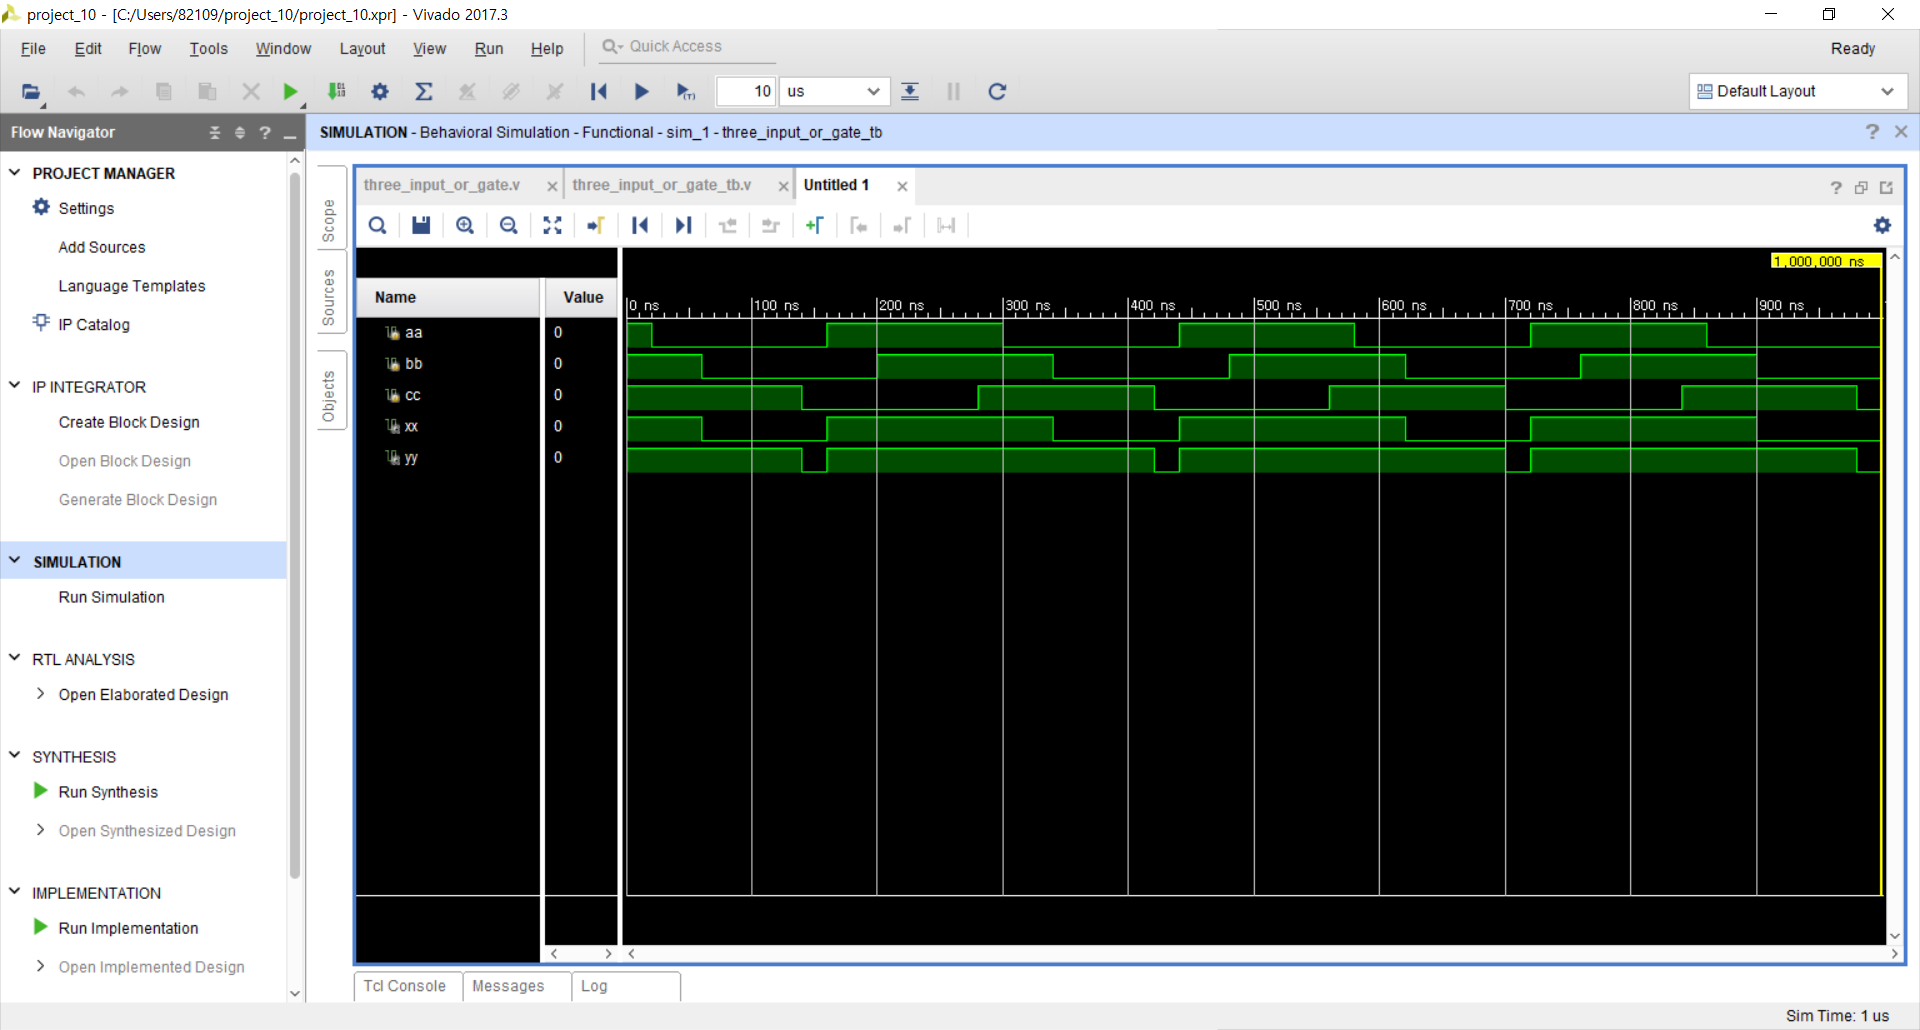 project_10 - [C:/Users/82109/project_10/project_10.xpr] - Vivado 2017.3
File Edit Flow Tools Window Layout View Run Help Quick Access Ready
10 us Default Layout
Flow Navigator
SIMULATION - Behavioral Simulation - Functional - sim_1 - three_input_or_gate_tb
PROJECT MANAGER
Settings
Add Sources
Language Templates
IP Catalog
IP INTEGRATOR
Create Block Design
Open Block Design
Generate Block Design
SIMULATION
Run Simulation
RTL ANALYSIS
Open Elaborated Design
SYNTHESIS
Run Synthesis
Open Synthesized Design
IMPLEMENTATION
Run Implementation
Open Implemented Design
Scope
Sources
Objects
three_input_or_gate.v three_input_or_gate_tb.v Untitled 1
1,000,000 ns
Name Value
0 ns 100 ns 200 ns 300 ns 400 ns 500 ns 600 ns 700 ns 800 ns 900 ns
aa 0
bb 0
cc 0
xx 0
yy 0
Tcl Console Messages Log
Sim Time: 1 us